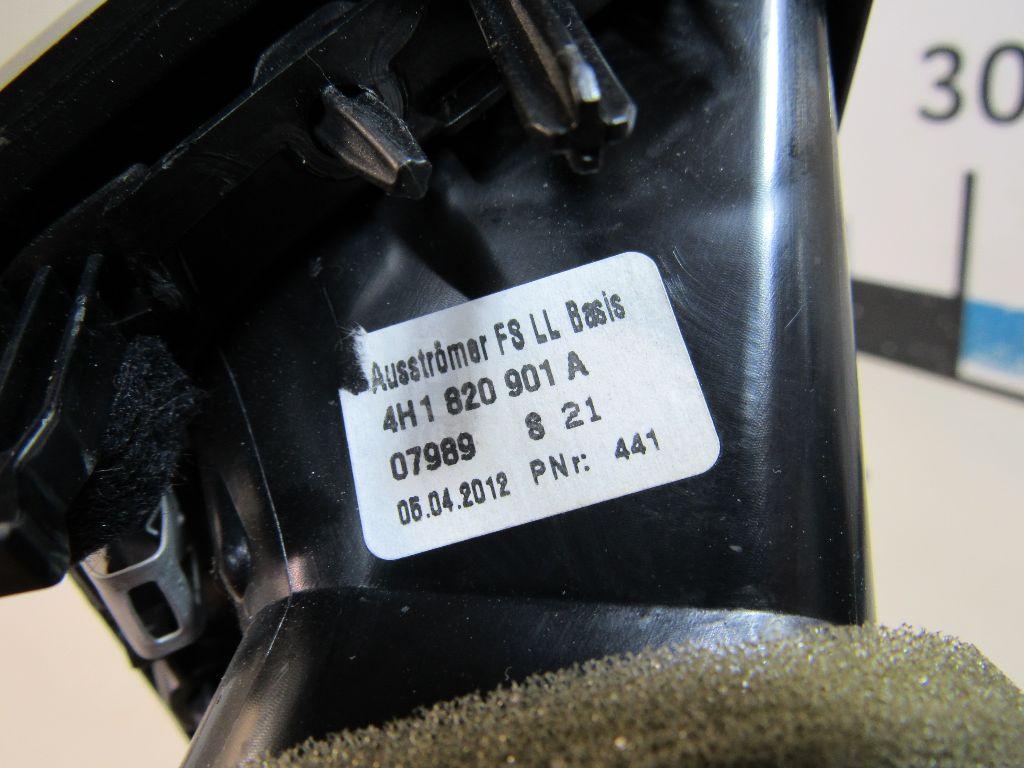 30
Ausströmer FS LL Basis
4H1 820 901 A
07989 S 21
05.04.2012 PNr: 441